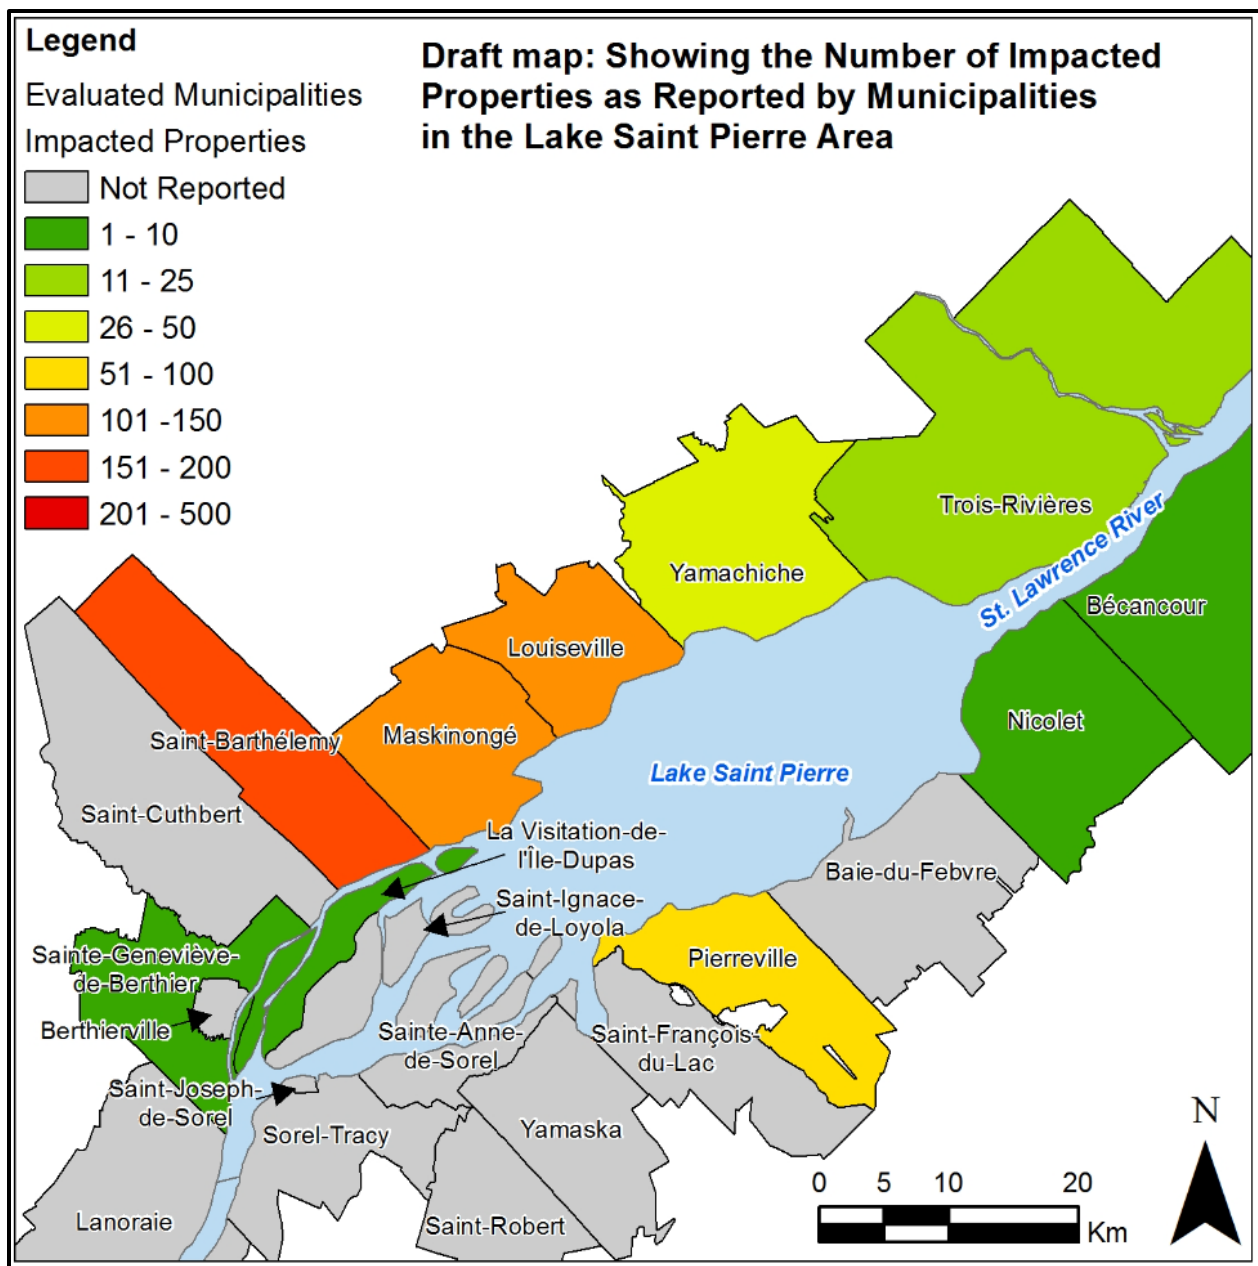 Legend
Evaluated Municipalities
Impacted Properties
Not Reported
1 - 10
11 - 25
26 - 50
51 - 100
101 -150
151 - 200
201 - 500
Draft map: Showing the Number of Impacted
Properties as Reported by Municipalities
in the Lake Saint Pierre Area
Trois-Rivières
St. Lawrence River
Yamachiche
Bécancour
Louiseville
Nicolet
Maskinongé
Saint-Barthélemy
Lake Saint Pierre
Saint-Cuthbert
La Visitation-de-
l'Île-Dupas
Baie-du-Febvre
Saint-Ignace-
de-Loyola
Sainte-Geneviève-
de-Berthier
Pierreville
Berthierville
Sainte-Anne-
de-Sorel
Saint-François-
du-Lac
Saint-Joseph-
de-Sorel
Sorel-Tracy
Yamaska
Lanoraie
Saint-Robert
N
0 5 10 20
Km